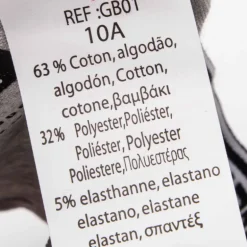 REF :GB01
10A
63 % Coton, algodão,
algodón, Cotton,
cotone,βαμβάκι
32% Polyester,Poliéster,
Poliéster, Polyester,
Poliestere,Πολυεστέρας
5% elasthanne, elastano
elastano, elastane
elastan, σπαντέξ